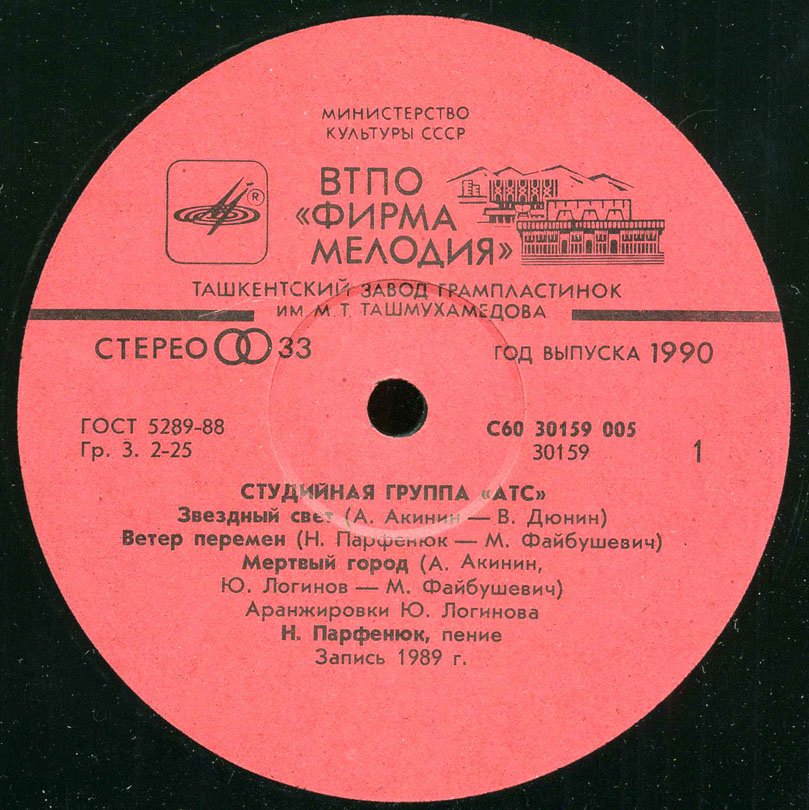 МИНИСТЕРСТВО
КУЛЬТУРЫ СССР
ВТПО
«ФИРМА
МЕЛОДИЯ»
®
ТАШКЕНТСКИЙ ЗАВОД ГРАМПЛАСТИНОК
ИМ М. Т. ТАШМУХАМЕДОВА
СТЕРЕО 33
ГОД ВЫПУСКА 1990
ГОСТ 5289-88
Гр. 3. 2-25
С60 30159 005
30159
1
СТУДИЙНАЯ ГРУППА «АТС»
Звездный свет (А. Акинин — В. Дюнин)
Ветер перемен (Н. Парфенюк — М. Файбушевич)
Мертвый город (А. Акинин,
Ю. Логинов — М. Файбушевич)
Аранжировки Ю. Логинова
Н. Парфенюк, пение
Запись 1989 г.